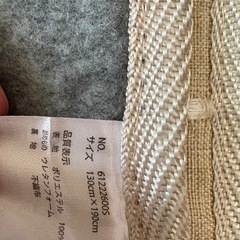 NO. 612226005
サイズ 130cm×190cm
品質表示
表地 ポリエステル 100%
ウレタンフォーム
裏地 不織布